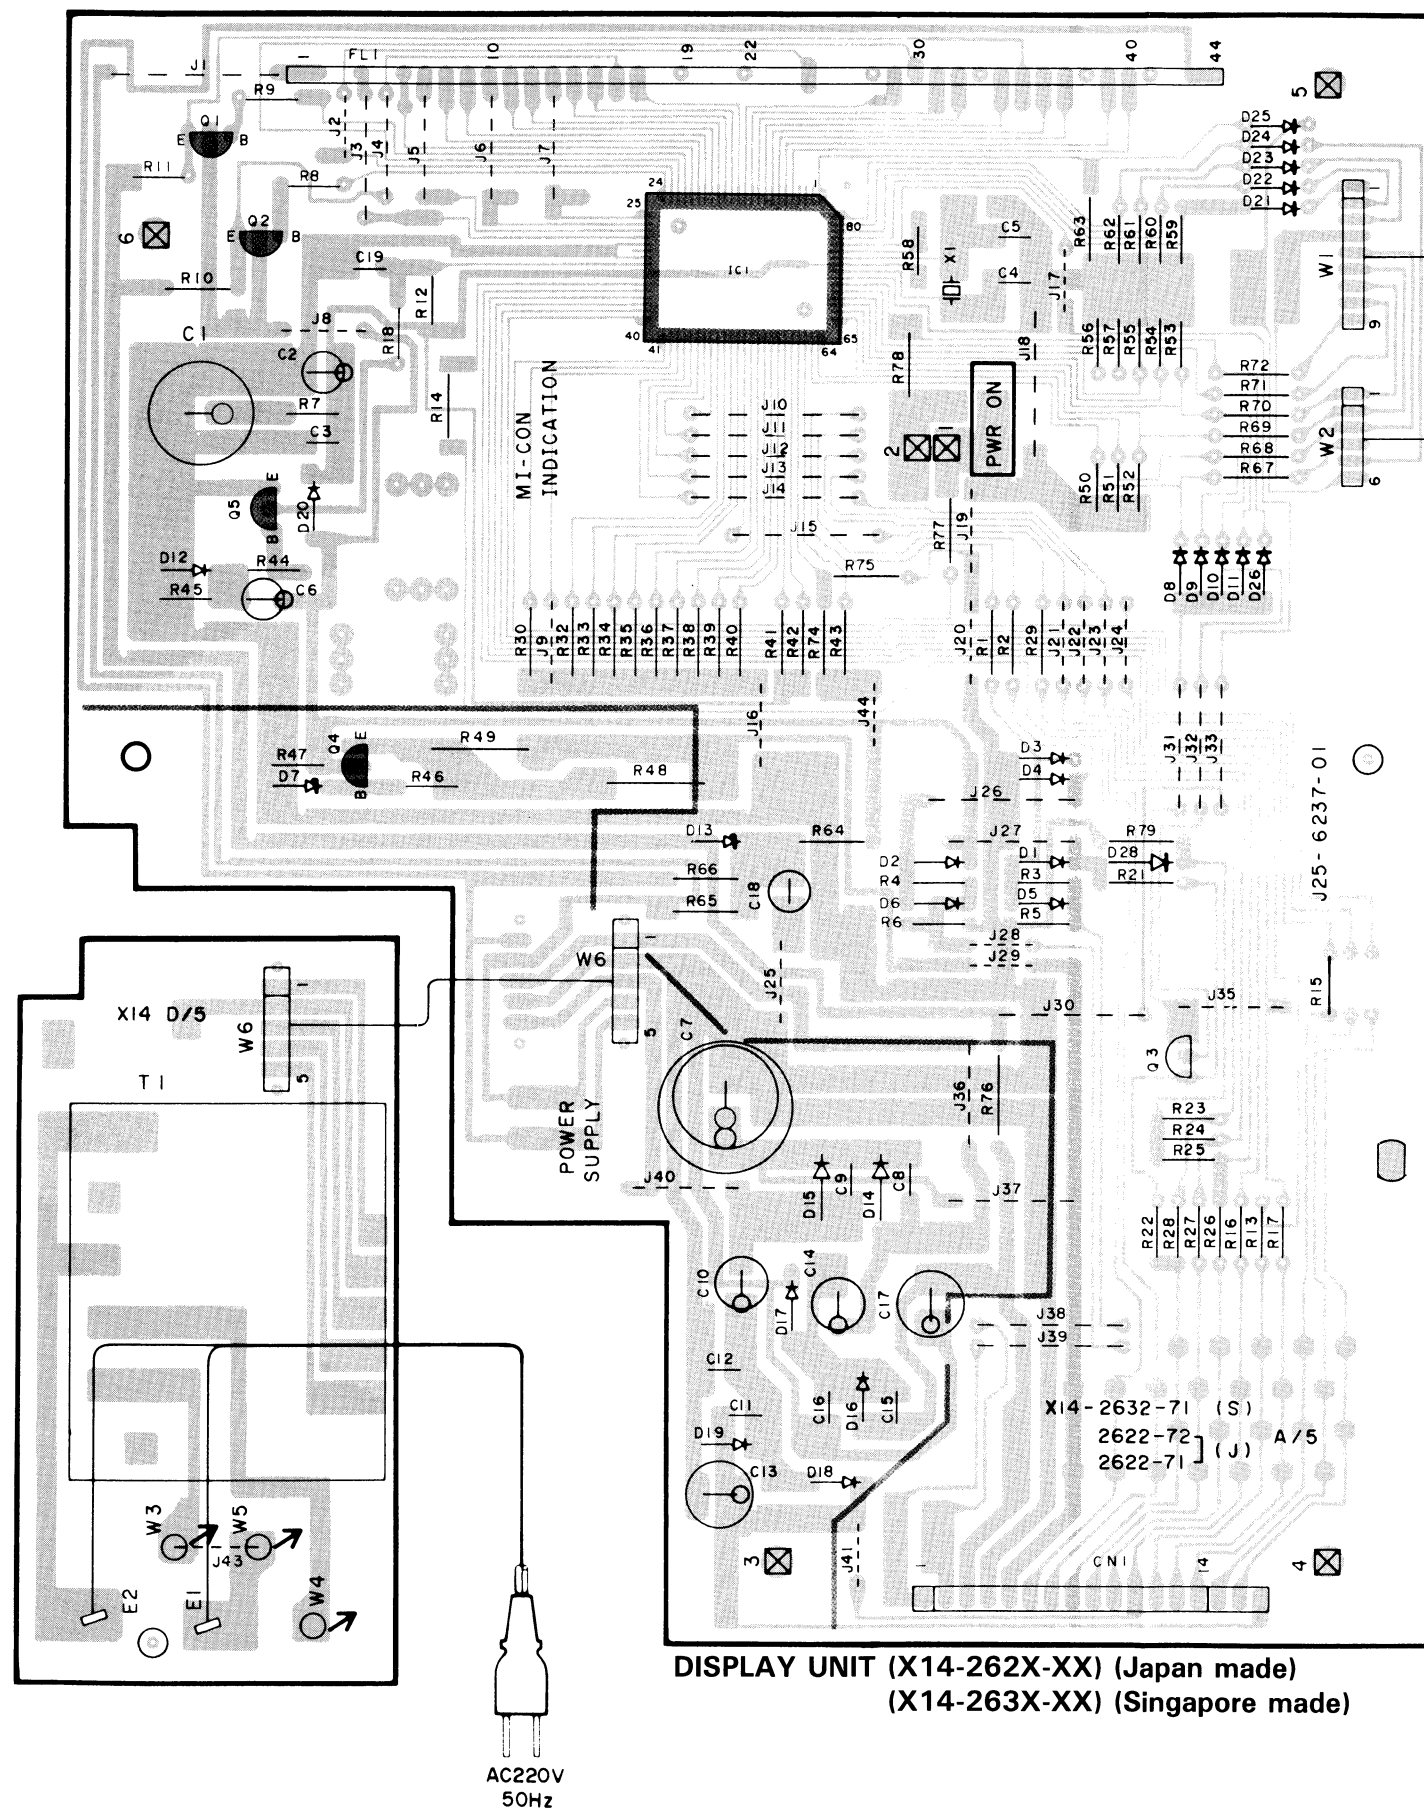 J1
1
FL1
10
19
22
30
40
44
5
R9
Q1
E
B
J2
J3
J4
J5
J6
J7
D25
D24
D23
D22
D21
R11
R8
24
25
1
80
Q2
E
B
6
C19
R10
R12
IC1
R58
X1
C5
C4
J17
R63
R62
R61
R60
R59
W1
1
9
C1
J8
R18
C2
40
41
64
65
R78
J18
R56
R57
R55
R54
R53
R7
C3
R14
MI-CON
INDICATION
J10
J11
J12
J13
J14
2
1
PWR ON
R72
R71
R70
R69
R68
R67
W2
1
6
R50
R51
R52
Q5
E
B
D20
J15
R77
J19
D12
R44
R45
C6
R75
D8
D9
D10
D11
D26
R30
J9
R32
R33
R34
R35
R36
R37
R38
R39
R40
R41
R42
R74
R43
J20
R1
R2
R29
J21
J22
J23
J24
J16
J44
R47
D7
Q4
E
B
R49
R46
R48
D3
D4
J31
J32
J33
J26
J25-6237-01
D13
R64
J27
R79
D2
D1
D28
R66
R4
R3
R21
C18
R65
D6
D5
R6
R5
J28
J29
W6
1
5
J25
J30
J35
R15
X14 D/5
W6
1
5
T1
C7
J36
R76
Q3
POWER
SUPPLY
R23
R24
R25
J40
D15
C9
D14
C8
J37
R22
R28
R27
R26
R16
R13
R17
C10
D17
C14
C17
J38
J39
C12
C16
D16
C15
C11
D19
C13
D18
X14-2632-71 (S)
2622-72
2622-71
(J)
A/5
W3
W5
J43
E2
E1
W4
3
J41
1
CN1
14
4
DISPLAY UNIT (X14-262X-XX) (Japan made)
(X14-263X-XX) (Singapore made)
AC220V
50Hz